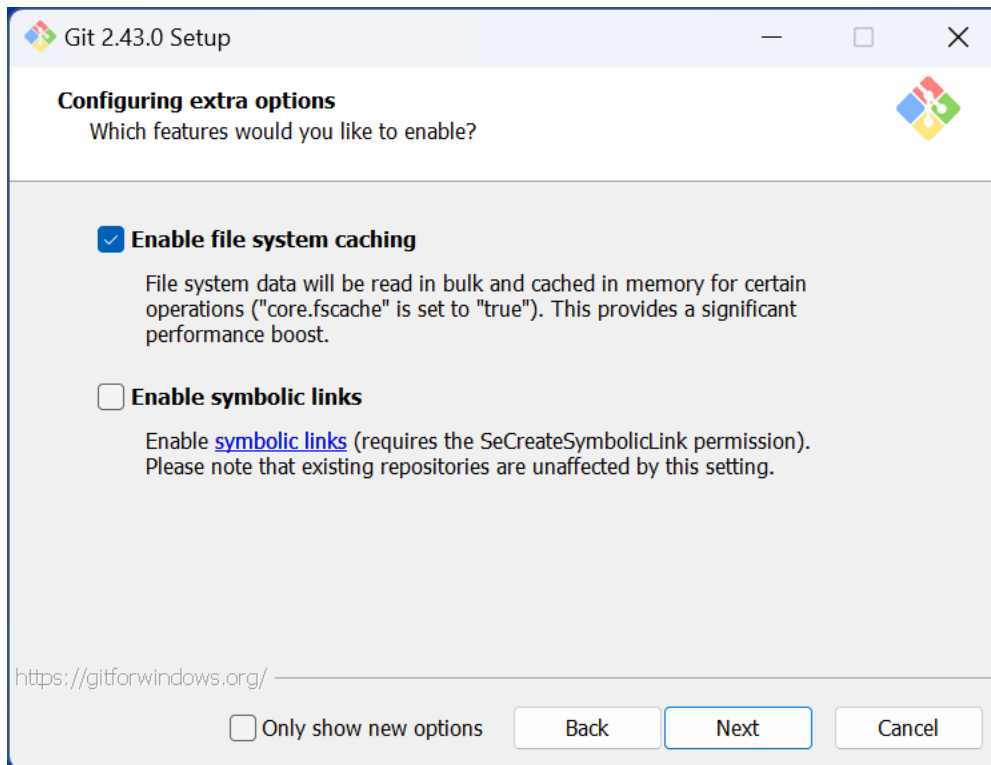 Git 2.43.0 Setup
Configuring extra options
Which features would you like to enable?
Enable file system caching
File system data will be read in bulk and cached in memory for certain
operations ("core.fscache" is set to "true"). This provides a significant
performance boost.
Enable symbolic links
Enable symbolic links (requires the SeCreateSymbolicLink permission).
Please note that existing repositories are unaffected by this setting.
https://gitforwindows.org/
Only show new options
Back
Next
Cancel